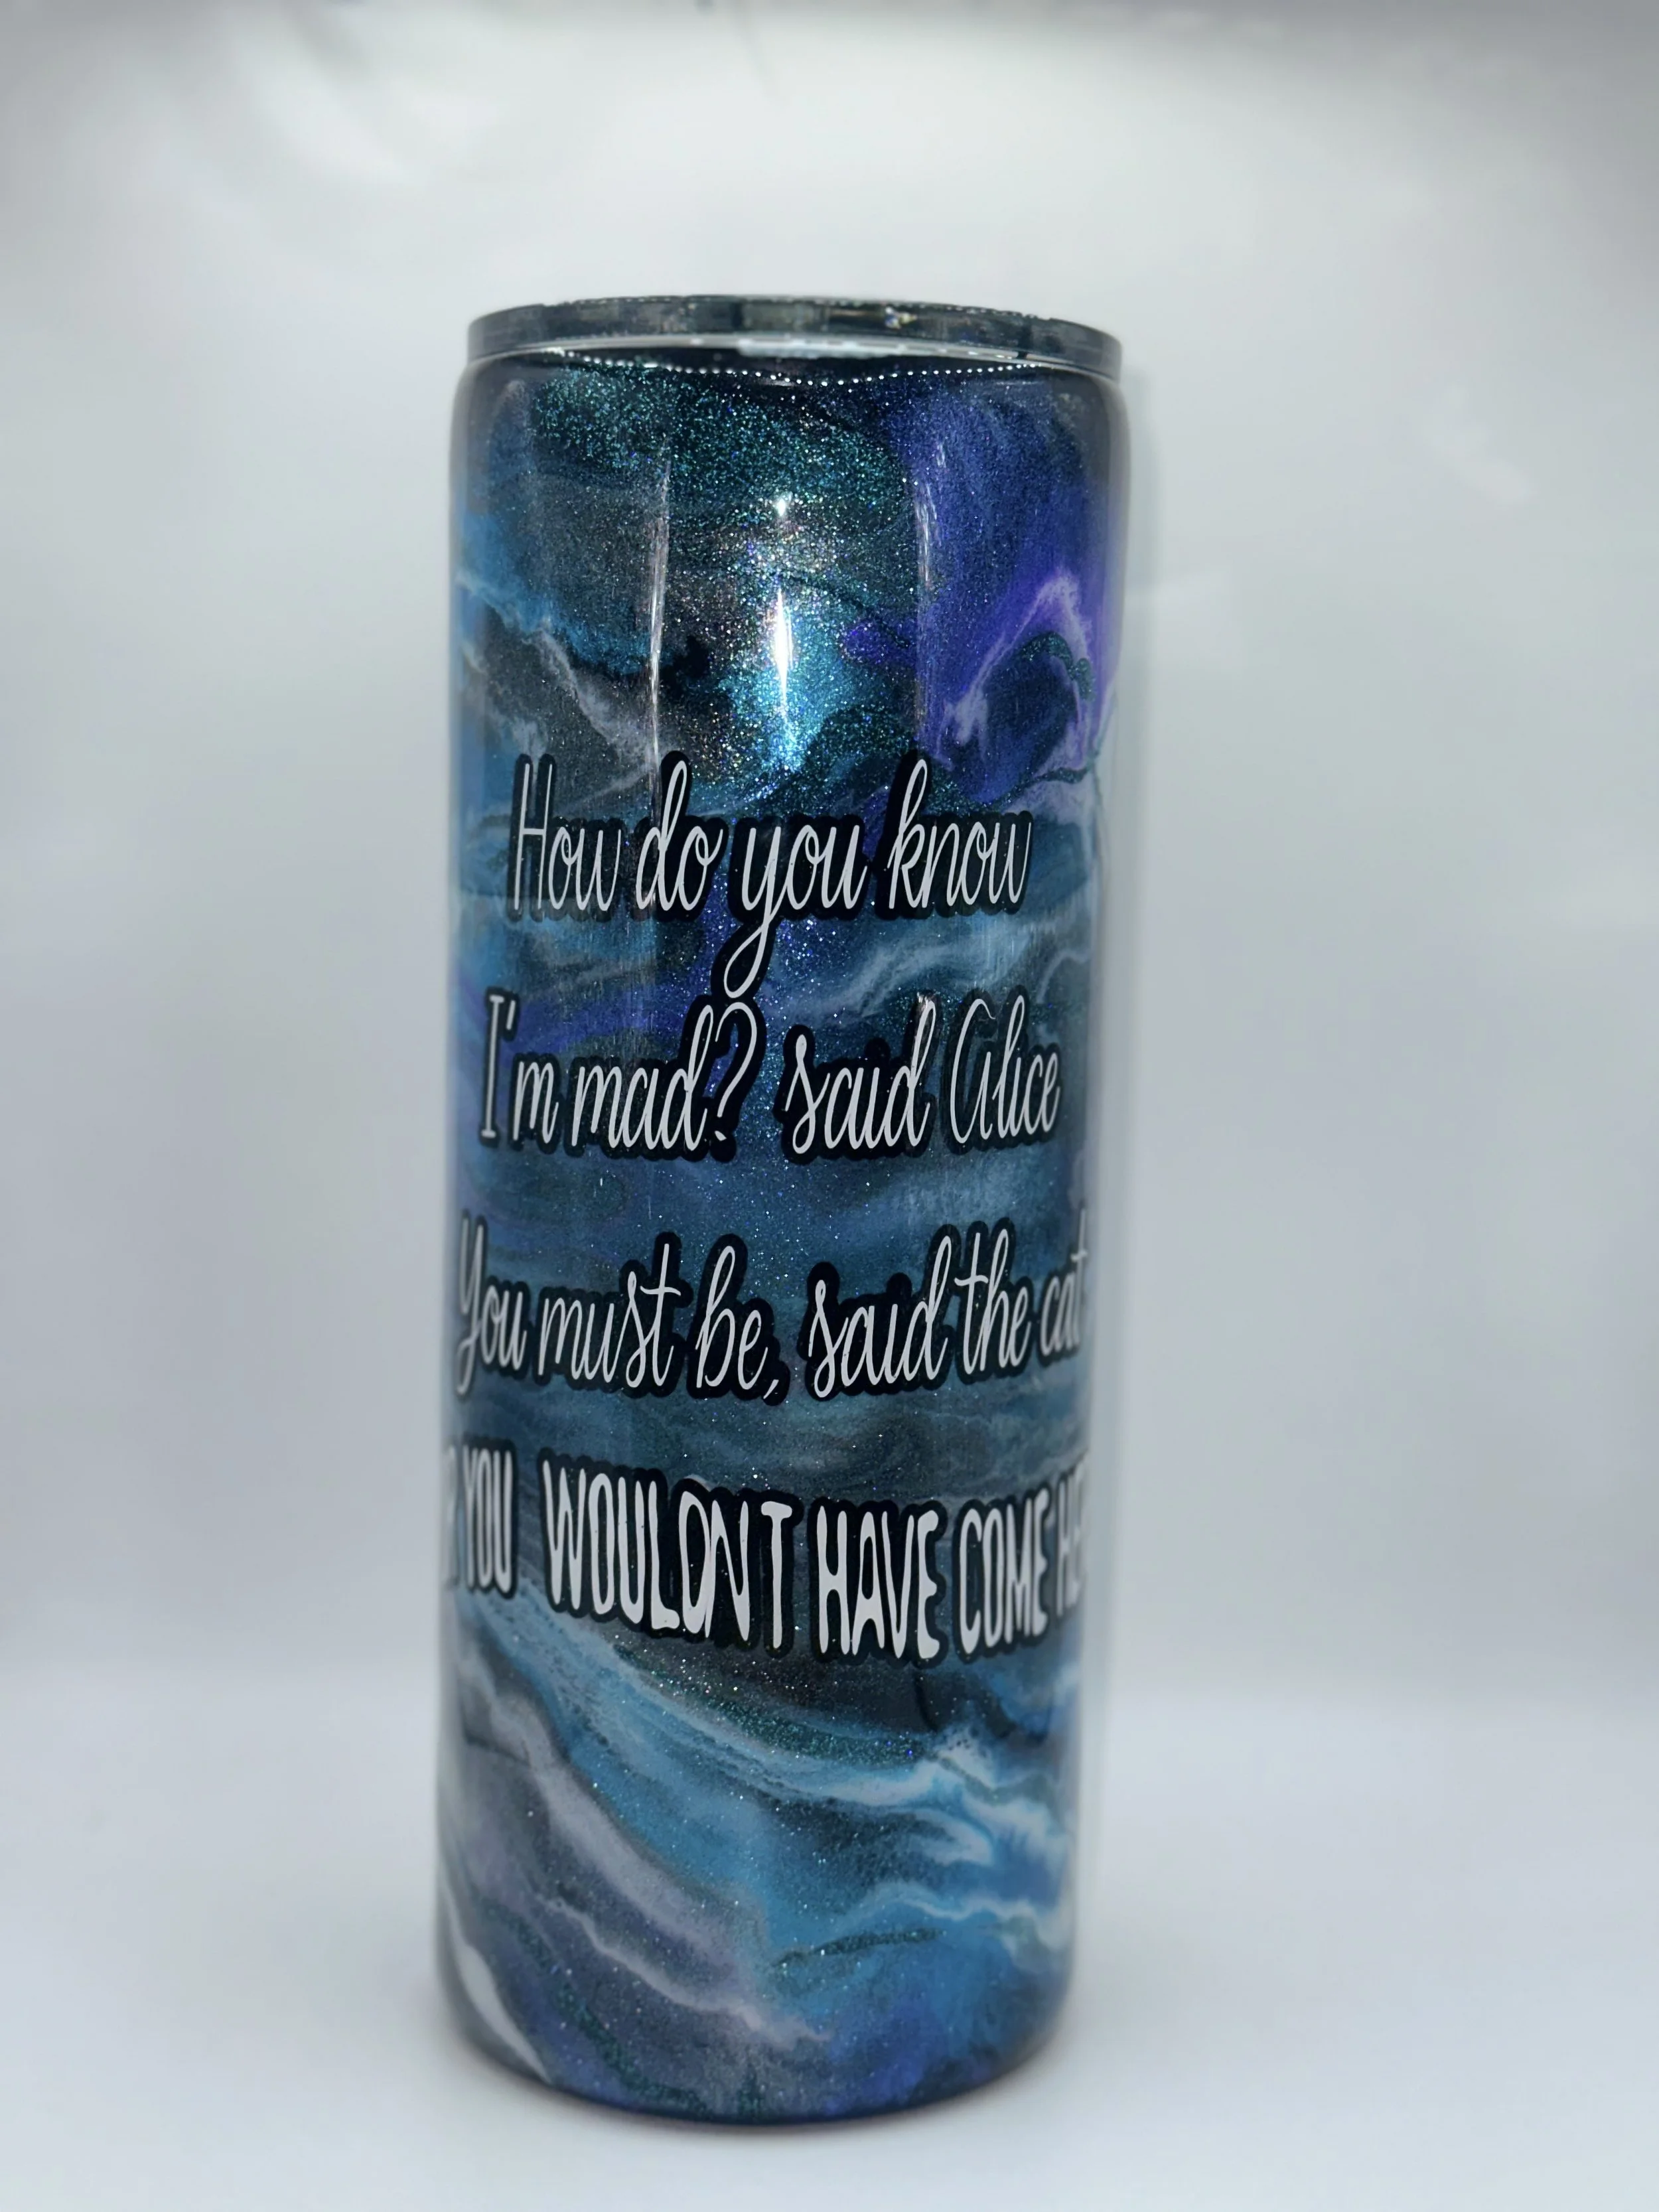 How do you know
I'm mad? said Alice
You must be, said the cat
YOU WOULDN'T HAVE COME